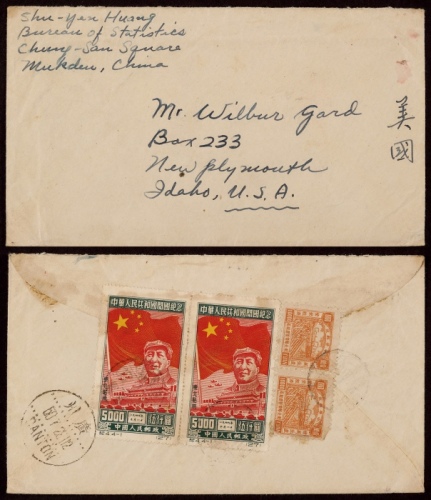 Shu-yen Huang
Bureau of Statistics
Chung-San Square
Mukden, China
Mr. Wilbur Gard
Box 233
New Plymouth
Idaho, U.S.A.
美
國
中華人民共和國開國紀念
5000 伍仟圓
中國人民郵政
中華人民共和國開國紀念
5000 伍仟圓
中國人民郵政
廣州
CANTON